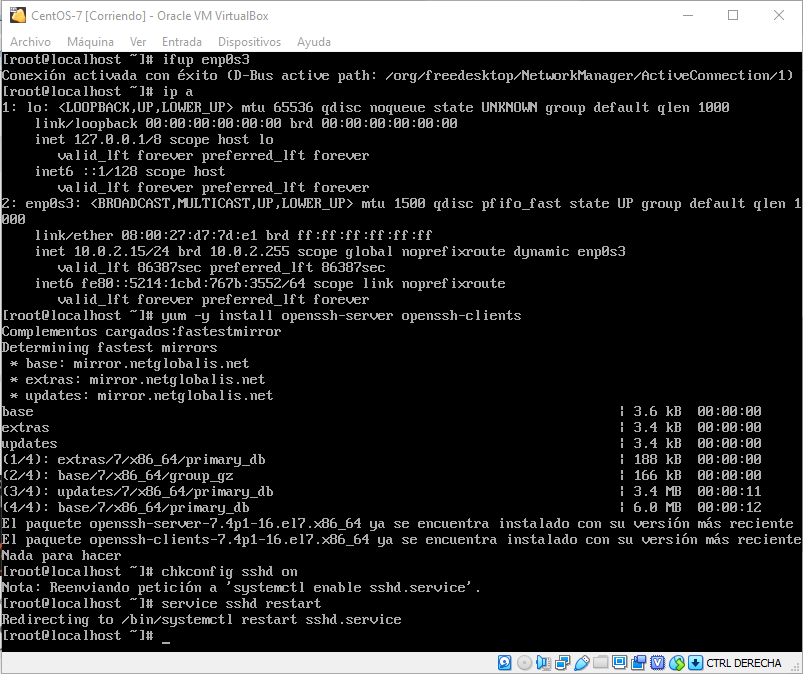 CentOS-7 [Corriendo] - Oracle VM VirtualBox
Archivo Máquina Ver Entrada Dispositivos Ayuda
[root@localhost ~]# ifup enp0s3
Conexión activada con éxito (D-Bus active path: /org/freedesktop/NetworkManager/ActiveConnection/1)
[root@localhost ~]# ip a
1: lo: <LOOPBACK,UP,LOWER_UP> mtu 65536 qdisc noqueue state UNKNOWN group default qlen 1000
    link/loopback 00:00:00:00:00:00 brd 00:00:00:00:00:00
    inet 127.0.0.1/8 scope host lo
       valid_lft forever preferred_lft forever
    inet6 ::1/128 scope host
       valid_lft forever preferred_lft forever
2: enp0s3: <BROADCAST,MULTICAST,UP,LOWER_UP> mtu 1500 qdisc pfifo_fast state UP group default qlen 1
000
    link/ether 08:00:27:d7:7d:e1 brd ff:ff:ff:ff:ff:ff
    inet 10.0.2.15/24 brd 10.0.2.255 scope global noprefixroute dynamic enp0s3
       valid_lft 86387sec preferred_lft 86387sec
    inet6 fe80::5214:1cbd:767b:3552/64 scope link noprefixroute
       valid_lft forever preferred_lft forever
[root@localhost ~]# yum -y install openssh-server openssh-clients
Complementos cargados:fastestmirror
Determining fastest mirrors
 * base: mirror.netglobalis.net
 * extras: mirror.netglobalis.net
 * updates: mirror.netglobalis.net
base | 3.6 kB 00:00:00
extras | 3.4 kB 00:00:00
updates | 3.4 kB 00:00:00
(1/4): extras/7/x86_64/primary_db | 188 kB 00:00:00
(2/4): base/7/x86_64/group_gz | 166 kB 00:00:00
(3/4): updates/7/x86_64/primary_db | 3.4 MB 00:00:11
(4/4): base/7/x86_64/primary_db | 6.0 MB 00:00:12
El paquete openssh-server-7.4p1-16.el7.x86_64 ya se encuentra instalado con su versión más reciente
El paquete openssh-clients-7.4p1-16.el7.x86_64 ya se encuentra instalado con su versión más reciente
Nada para hacer
[root@localhost ~]# chkconfig sshd on
Nota: Reenviando petición a 'systemctl enable sshd.service'.
[root@localhost ~]# service sshd restart
Redirecting to /bin/systemctl restart sshd.service
[root@localhost ~]# _
CTRL DERECHA